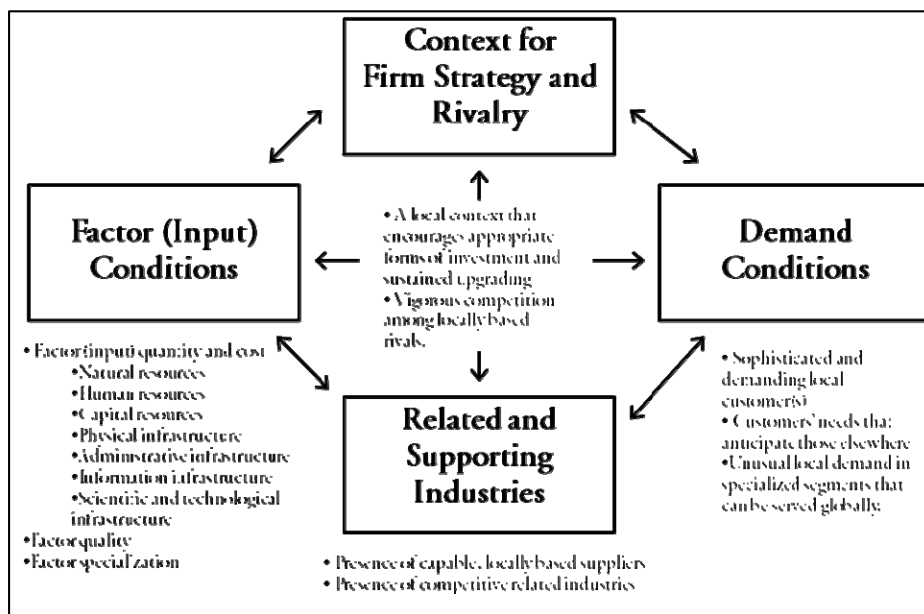 Context for
Firm Strategy and
Rivalry
Factor (Input)
Conditions
• A local context that
encourages appropriate
forms of investment and
sustained upgrading
• Vigorous competition
among locally based
rivals.
Demand
Conditions
• Factor (input) quantity and cost
• Natural resources
• Human resources
• Capital resources
• Physical infrastructure
• Administrative infrastructure
• Information infrastructure
• Scientific and technological
infrastructure
• Factor quality
• Factor specialization
Related and
Supporting
Industries
• Presence of capable, locally based suppliers
• Presence of competitive related industries
• Sophisticated and
demanding local
customer(s)
• Customers' needs that
anticipate those elsewhere
• Unusual local demand in
specialized segments that
can be served globally.